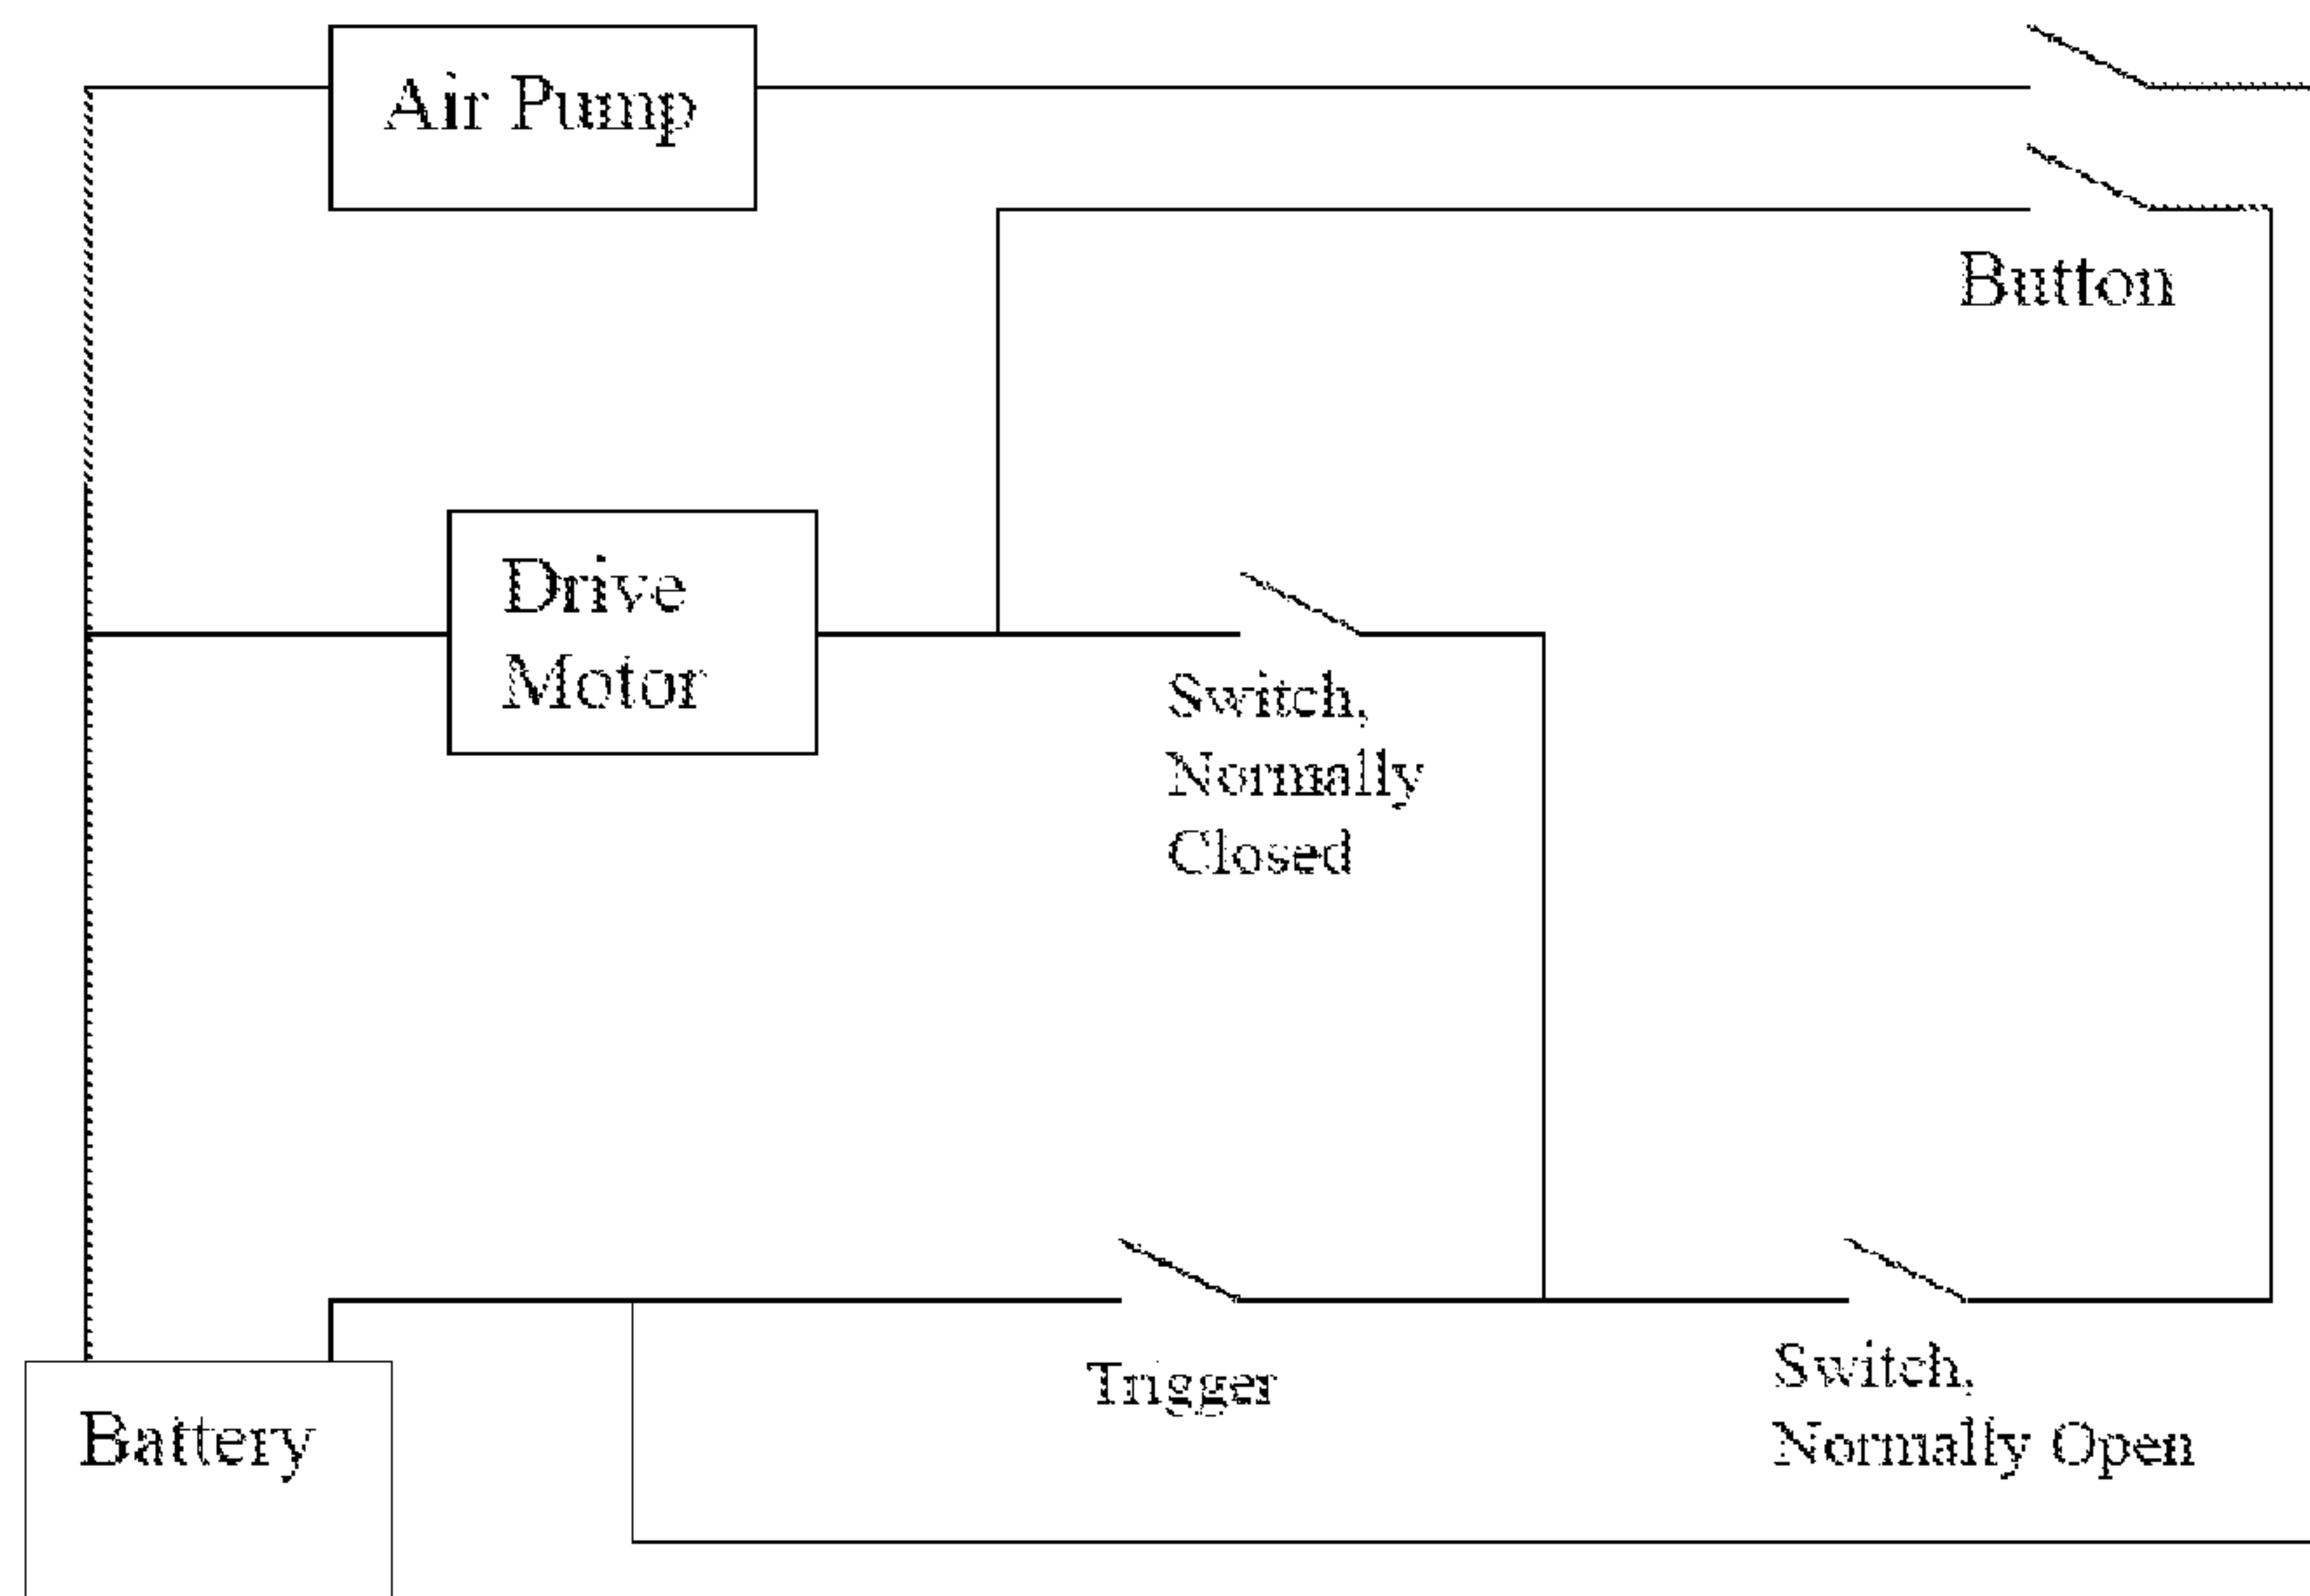 Air Pump
Button
Drive
Motor
Switch,
Normally
Closed
Trigger
Switch,
Normally Open
Battery